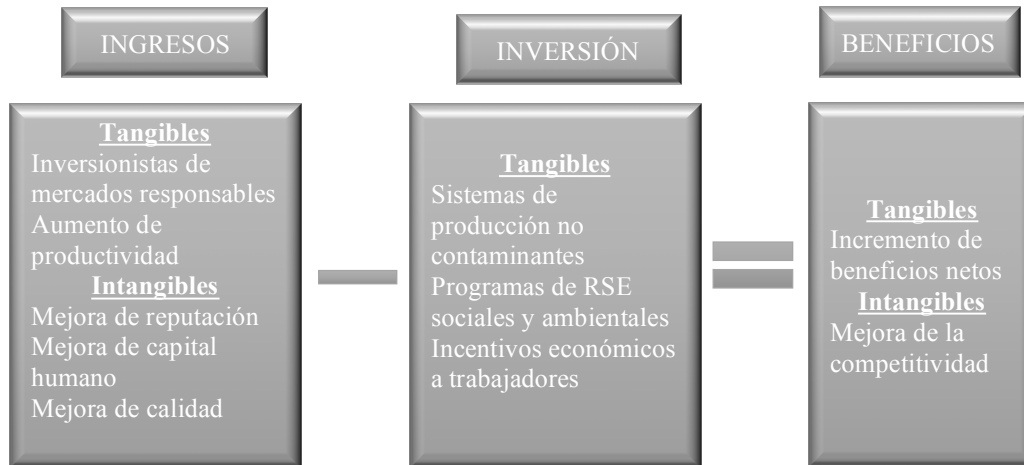 INGRESOS
Tangibles
Inversionistas de
mercados responsables
Aumento de
productividad
Intangibles
Mejora de reputación
Mejora de capital
humano
Mejora de calidad
INVERSIÓN
Tangibles
Sistemas de
producción no
contaminantes
Programas de RSE
sociales y ambientales
Incentivos económicos
a trabajadores
BENEFICIOS
Tangibles
Incremento de
beneficios netos
Intangibles
Mejora de la
competitividad